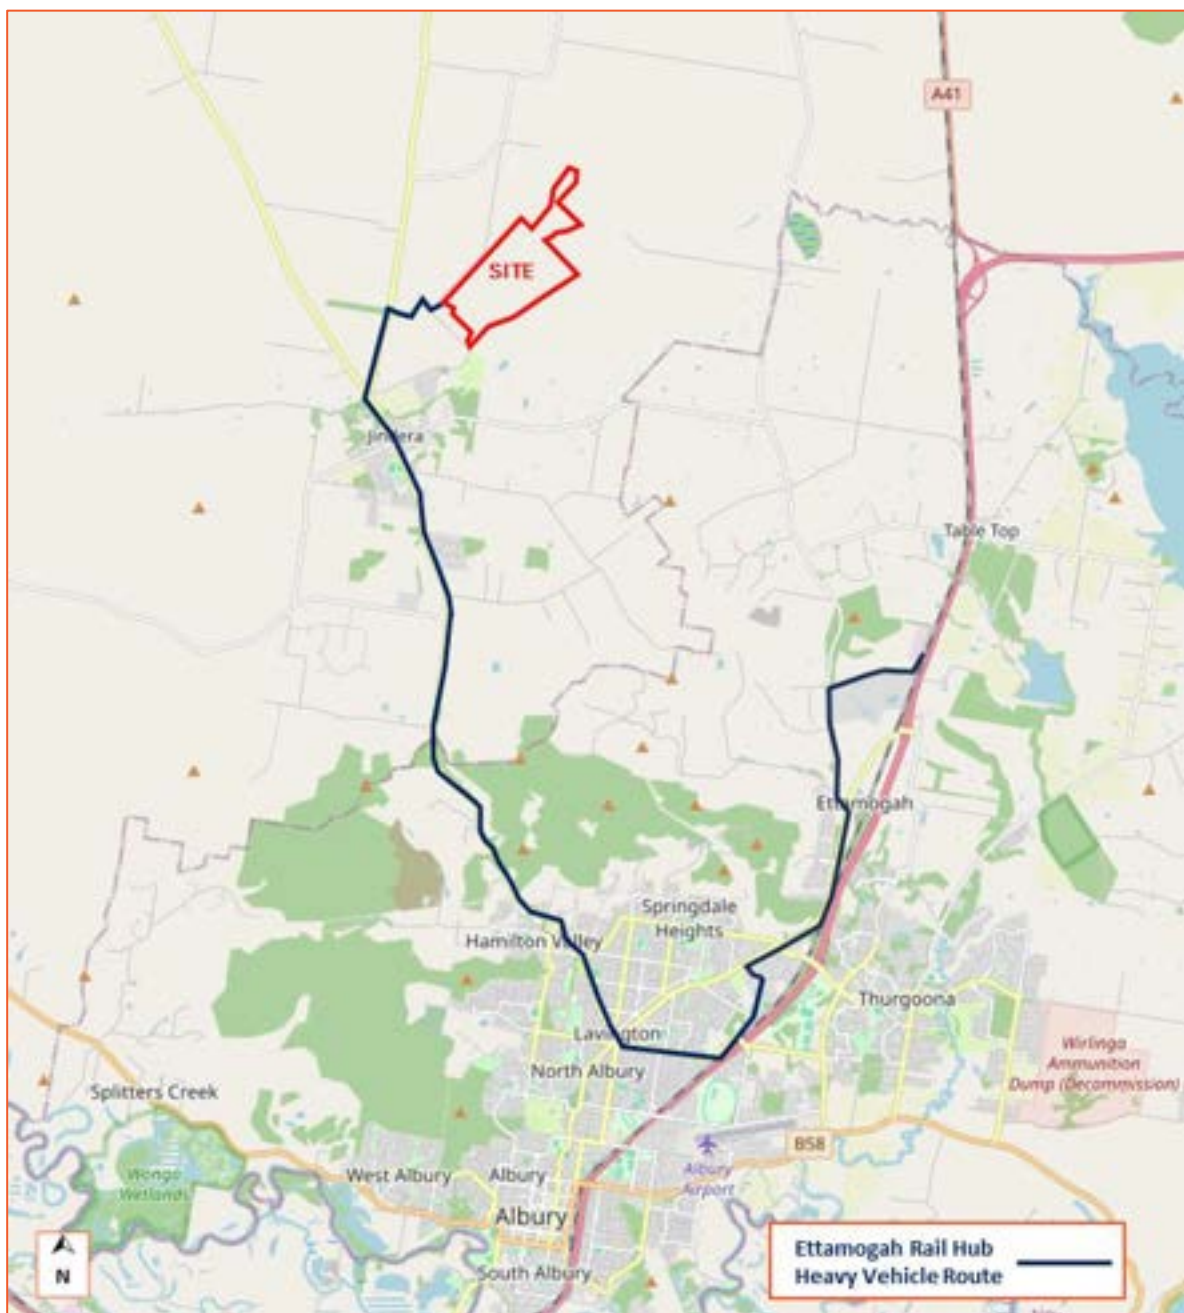 A41
SITE
Jindera
Table Top
Ettamogah
Springdale
Heights
Hamilton Valley
Thurgoona
Lavington
Wirlinga
Ammunition
Dump (Decommission)
North Albury
Splitters Creek
B58
West Albury
Albury
Albury
Airport
Wonga
Wetlands
Albury
South Albury
Ettamogah Rail Hub
Heavy Vehicle Route
N